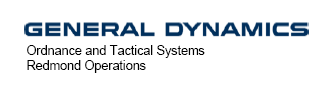 GENERAL DYNAMICS
Ordnance and Tactical Systems
Redmond Operations